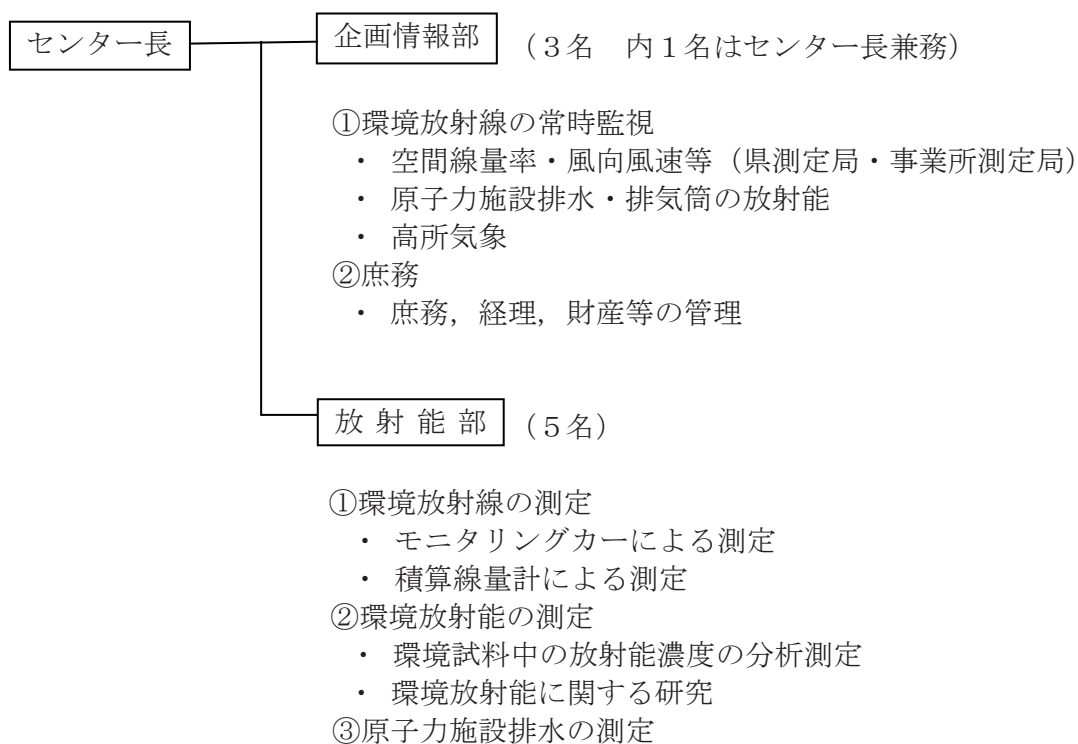 センター長
企画情報部 （３名　内１名はセンター長兼務）
①環境放射線の常時監視
・ 空間線量率・風向風速等（県測定局・事業所測定局）
・ 原子力施設排水・排気筒の放射能
・ 高所気象
②庶務
・ 庶務，経理，財産等の管理
放 射 能 部 （５名）
①環境放射線の測定
・ モニタリングカーによる測定
・ 積算線量計による測定
②環境放射能の測定
・ 環境試料中の放射能濃度の分析測定
・ 環境放射能に関する研究
③原子力施設排水の測定